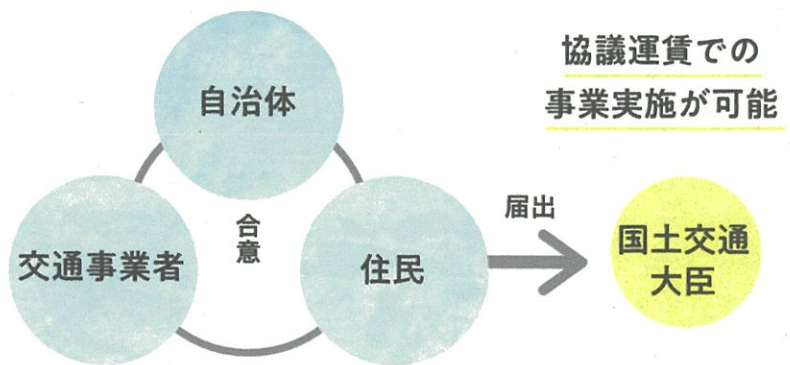 協議運賃での
事業実施が可能
自治体
合意
交通事業者
住民
届出
国土交通
大臣